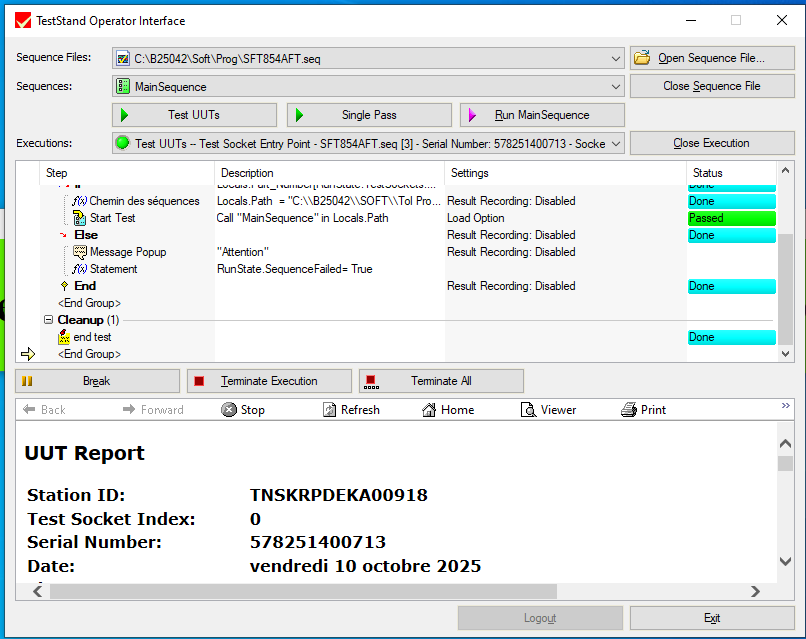 TestStand Operator Interface
Sequence Files: C:\B25042\Soft\Prog\SFT854AFT.seq Open Sequence File...
Sequences: MainSequence Close Sequence File
Test UUTs Single Pass Run MainSequence
Executions: Test UUTs -- Test Socket Entry Point - SFT854AFT.seq [3] - Serial Number: 578251400713 - Socke Close Execution
Step Description Settings Status
Locals.Part_Number[RunState.TestSockets.... Done
f(x) Chemin des séquences Locals.Path = "C:\\B25042\\SOFT\\Tol Pro... Result Recording: Disabled Done
Start Test Call "MainSequence" in Locals.Path Load Option Passed
Else Result Recording: Disabled Done
Message Popup "Attention" Result Recording: Disabled
f(x) Statement RunState.SequenceFailed= True
End Result Recording: Disabled Done
<End Group>
Cleanup (1)
end test Done
<End Group>
Break Terminate Execution Terminate All
Back Forward Stop Refresh Home Viewer Print »
UUT Report
Station ID: TNSKRPDEKA00918
Test Socket Index: 0
Serial Number: 578251400713
Date: vendredi 10 octobre 2025
Logout Exit